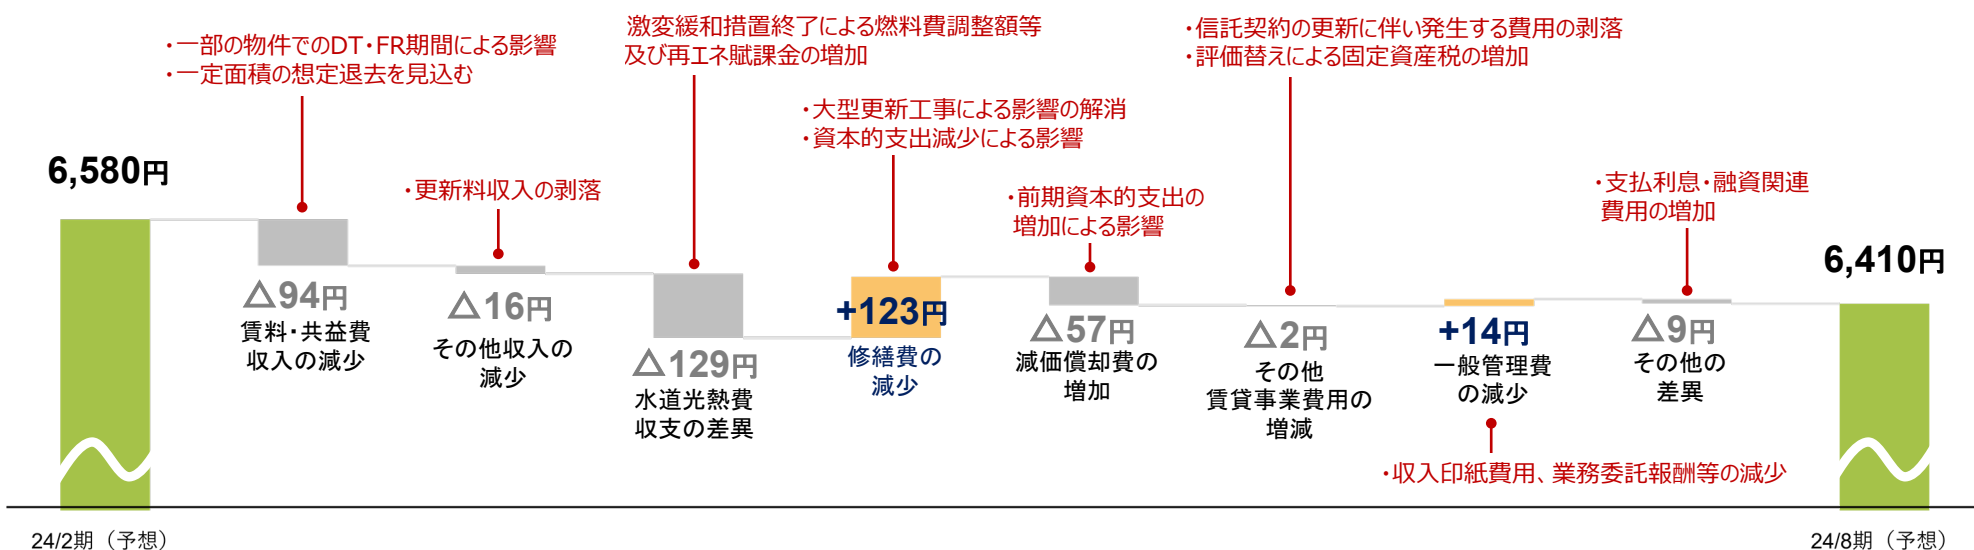 6,580円
24/2期（予想）
・一部の物件でのDT・FR期間による影響
・一定面積の想定退去を見込む
△94円
賃料・共益費
収入の減少
・更新料収入の剥落
△16円
その他収入の
減少
激変緩和措置終了による燃料費調整額等
及び再エネ賦課金の増加
△129円
水道光熱費
収支の差異
・大型更新工事による影響の解消
・資本的支出減少による影響
+123円
修繕費の
減少
・前期資本的支出の
増加による影響
△57円
減価償却費の
増加
・信託契約の更新に伴い発生する費用の剥落
・評価替えによる固定資産税の増加
△2円
その他
賃貸事業費用の
増減
+14円
一般管理費
の減少
・収入印紙費用、業務委託報酬等の減少
・支払利息・融資関連
費用の増加
△9円
その他の
差異
6,410円
24/8期（予想）